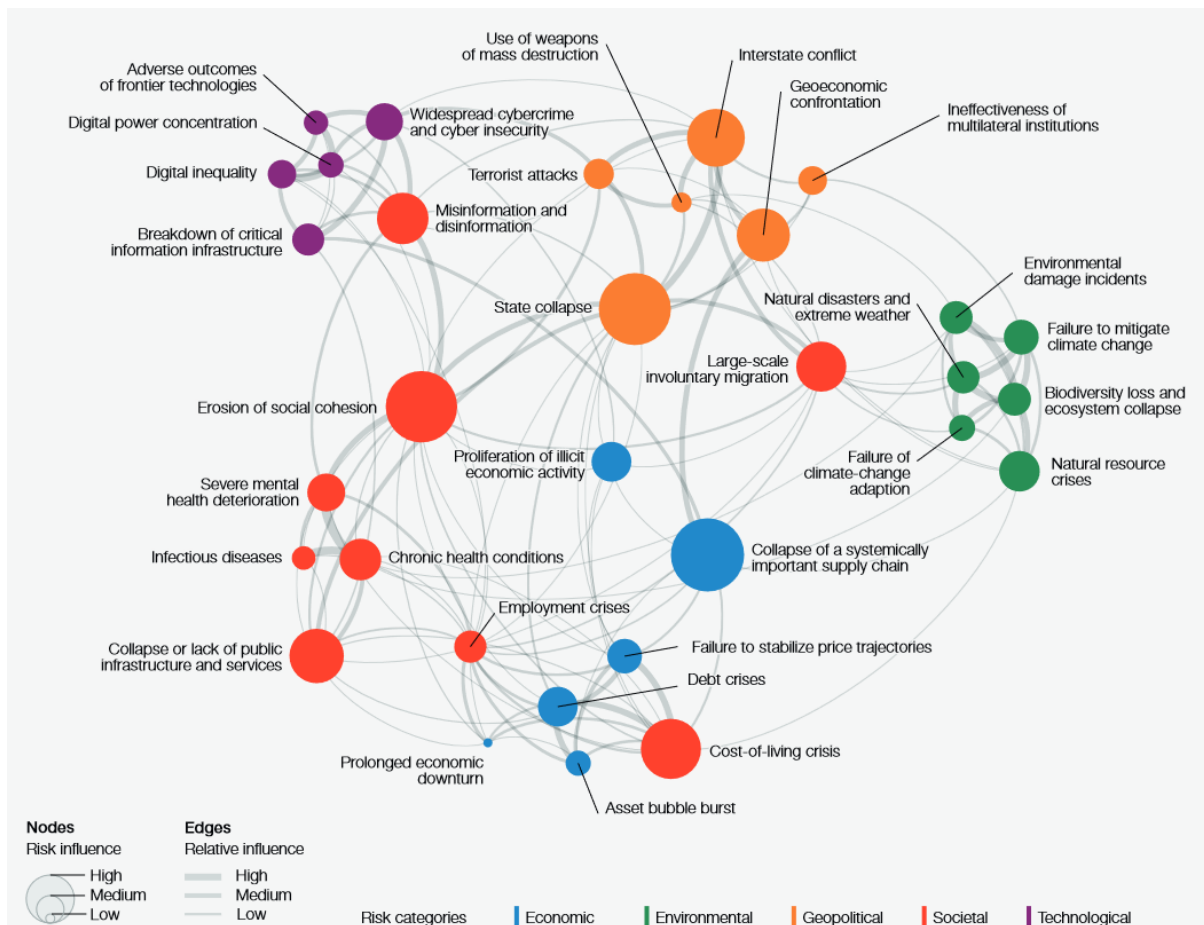 Use of weapons
of mass destruction
Interstate conflict
Adverse outcomes
of frontier technologies
Geoeconomic
confrontation
Digital power concentration
Widespread cybercrime
and cyber insecurity
Ineffectiveness of
multilateral institutions
Digital inequality
Terrorist attacks
Misinformation and
disinformation
Breakdown of critical
information infrastructure
Environmental
damage incidents
State collapse
Natural disasters and
extreme weather
Failure to mitigate
climate change
Large-scale
involuntary migration
Erosion of social cohesion
Biodiversity loss and
ecosystem collapse
Proliferation of illicit
economic activity
Failure of
climate-change
adaption
Natural resource
crises
Severe mental
health deterioration
Infectious diseases
Chronic health conditions
Collapse of a systemically
important supply chain
Employment crises
Collapse or lack of public
infrastructure and services
Failure to stabilize price trajectories
Debt crises
Prolonged economic
downturn
Cost-of-living crisis
Asset bubble burst
Nodes
Risk influence
High
Medium
Low
Edges
Relative influence
High
Medium
Low
Risk categories
Economic
Environmental
Geopolitical
Societal
Technological